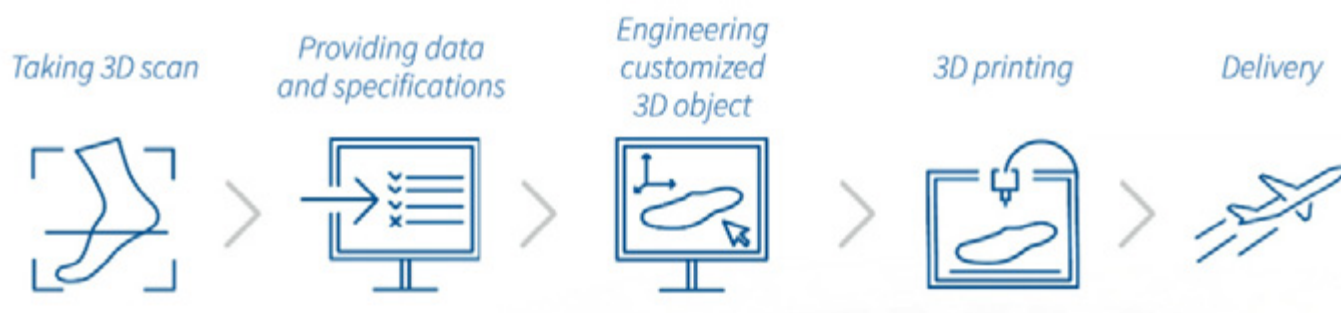 Taking 3D scan
Providing data
and specifications
Engineering
customized
3D object
3D printing
Delivery